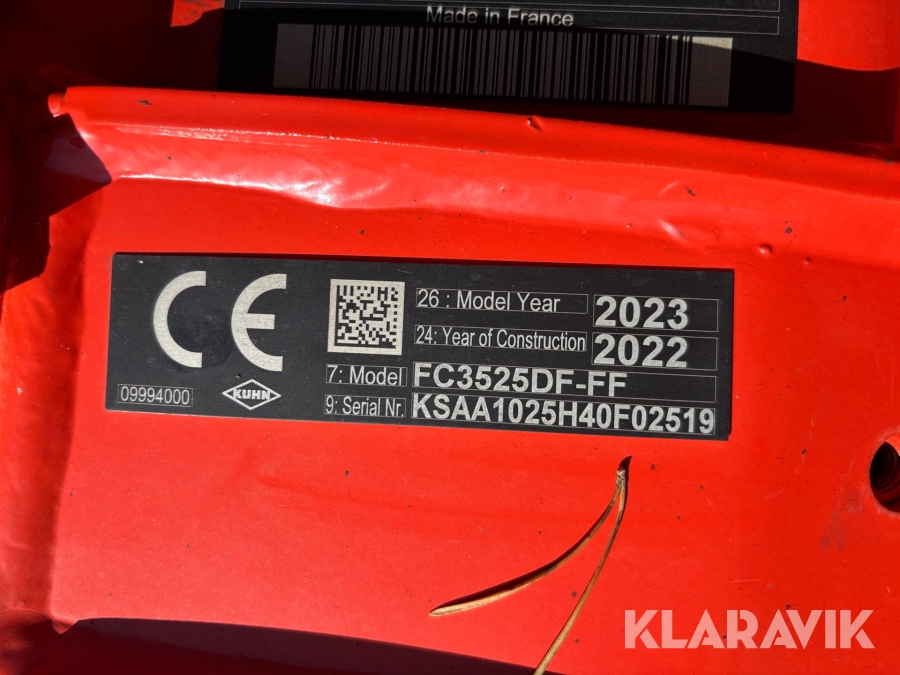 Made in France
26 : Model Year 2023
24: Year of Construction 2022
7: Model FC3525DF-FF
9: Serial Nr. KSAA1025H40F02519
09994000
KUHN
CE
KLARAVIK